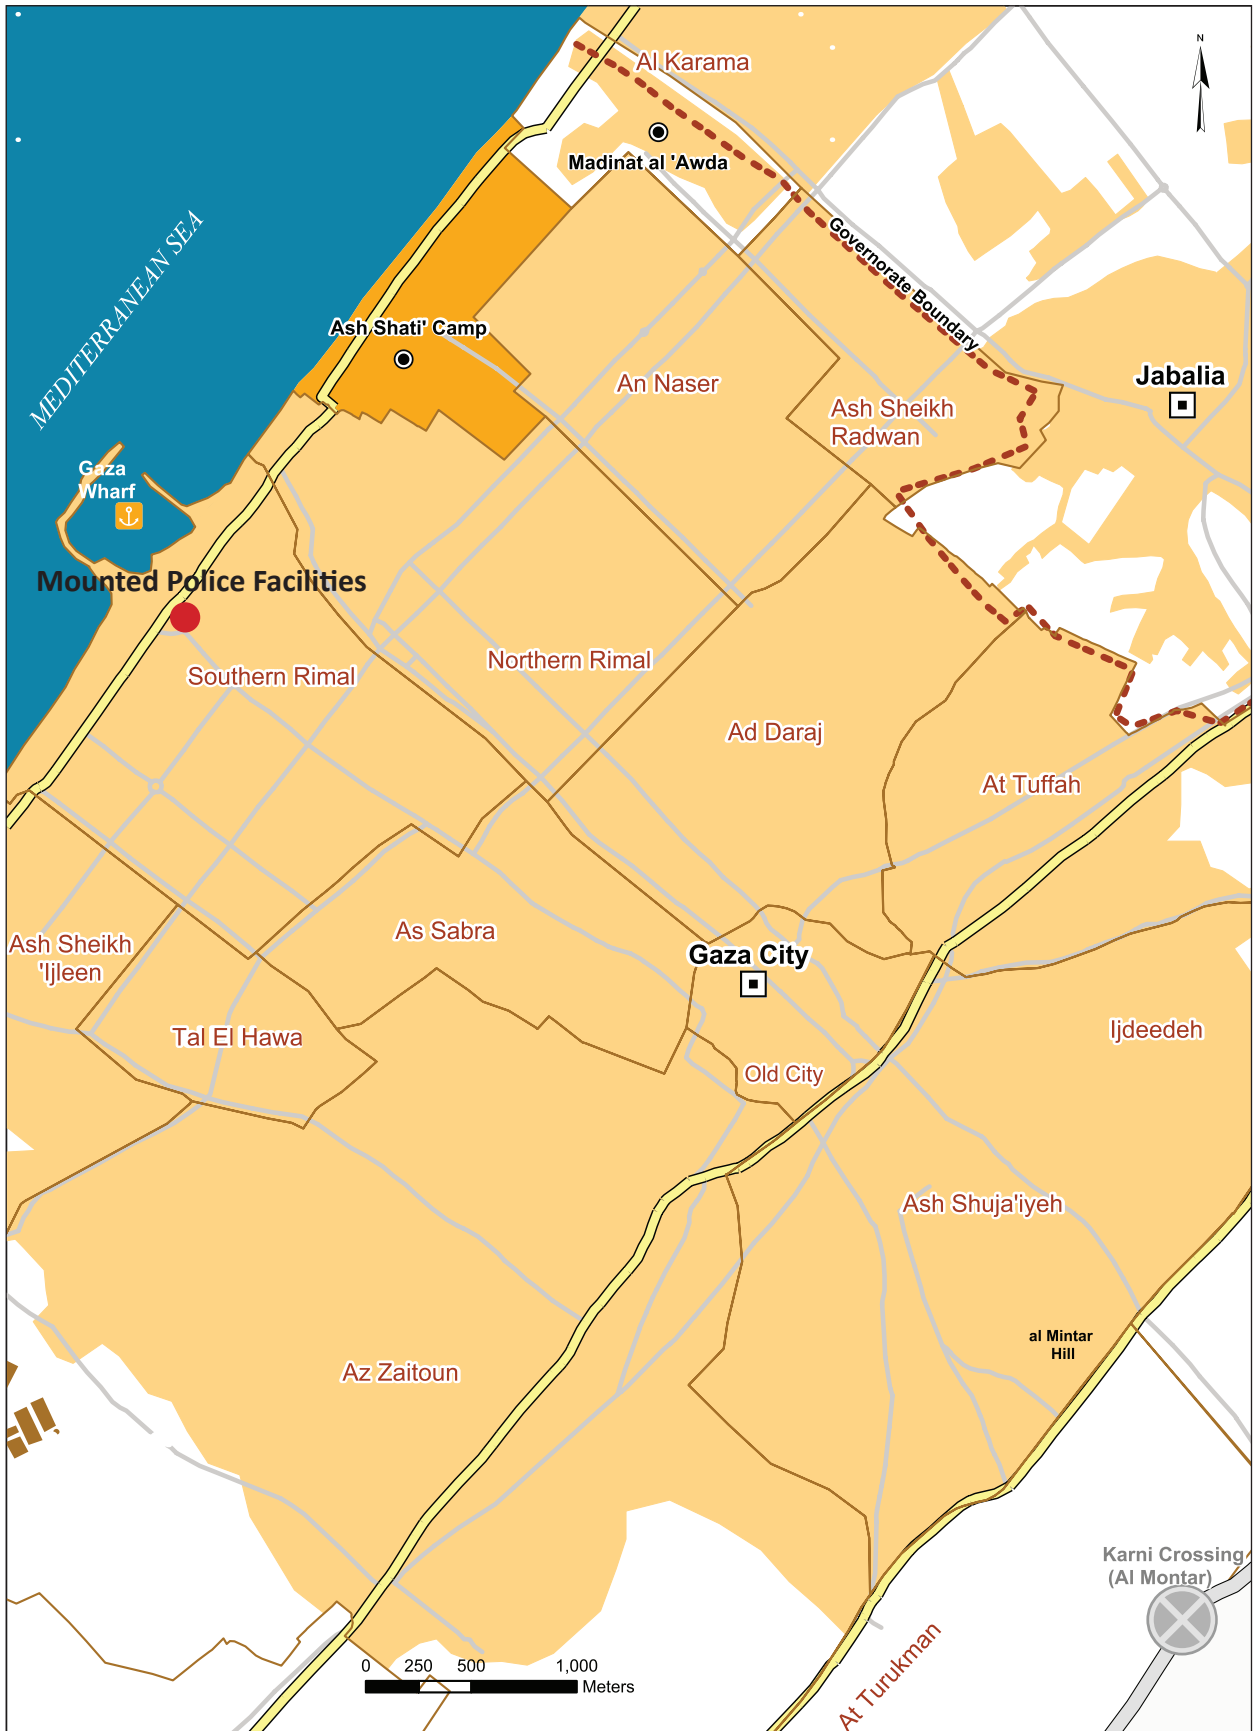 N
Al Karama
Madinat al 'Awda
MEDITERRANEAN SEA
Governorate Boundary
Ash Shati' Camp
An Naser
Jabalia
Ash Sheikh
Radwan
Gaza
Wharf
Mounted Police Facilities
Northern Rimal
Southern Rimal
Ad Daraj
At Tuffah
As Sabra
Ash Sheikh
'Ijleen
Gaza City
Ijdeedeh
Tal El Hawa
Old City
Ash Shuja'iyeh
al Mintar
Hill
Az Zaitoun
Karni Crossing
(Al Montar)
At Turukman
0 250 500 1,000
Meters